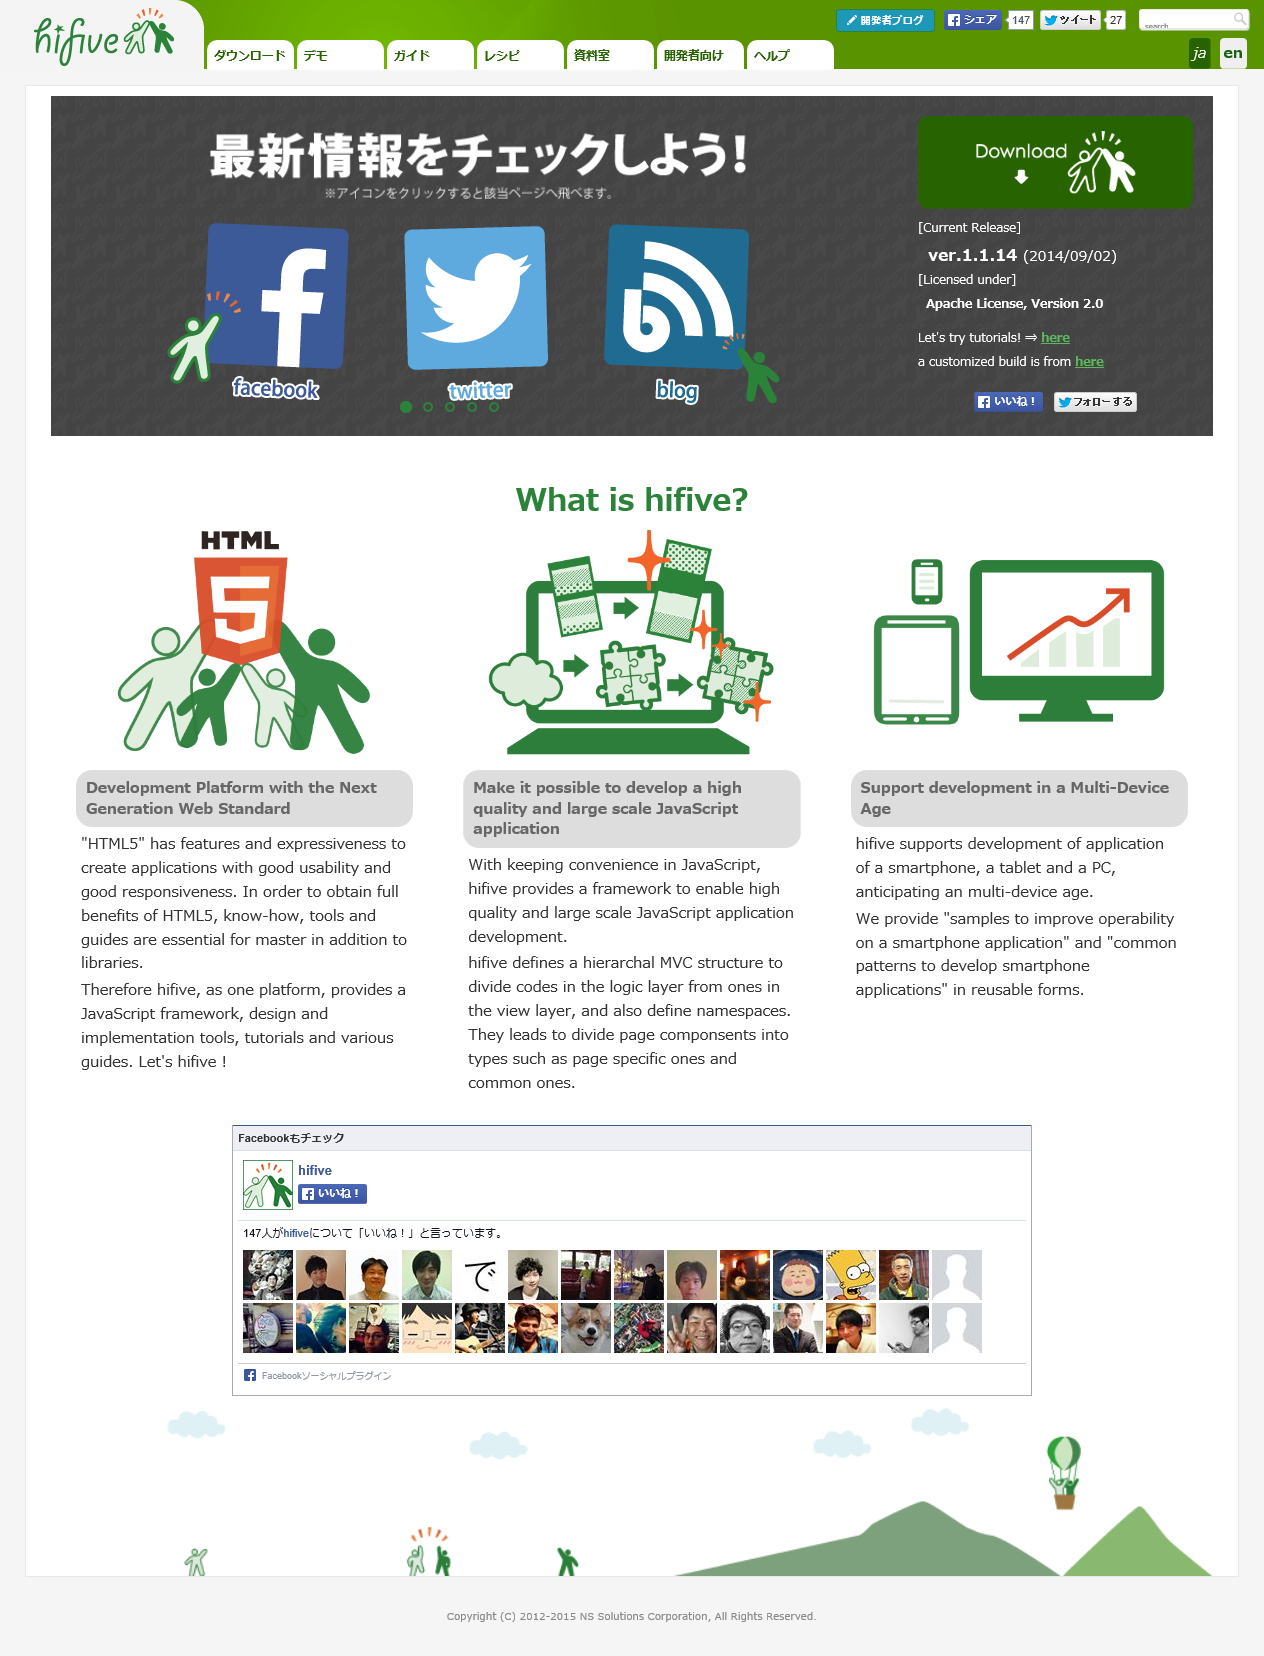 hifive
開発者ブログ
シェア
147
ツイート
27
search
ダウンロード
デモ
ガイド
レシピ
資料室
開発者向け
ヘルプ
ja
en
最新情報をチェックしよう!
※アイコンをクリックすると該当ページへ飛べます。
facebook
twitter
blog
Download
[Current Release]
ver.1.1.14 (2014/09/02)
[Licensed under]
Apache License, Version 2.0
Let's try tutorials! ⇒ here
a customized build is from here
いいね！
フォローする
What is hifive?
HTML
5
Development Platform with the Next
Generation Web Standard
"HTML5" has features and expressiveness to
create applications with good usability and
good responsiveness. In order to obtain full
benefits of HTML5, know-how, tools and
guides are essential for master in addition to
libraries.
Therefore hifive, as one platform, provides a
JavaScript framework, design and
implementation tools, tutorials and various
guides. Let's hifive !
Make it possible to develop a high
quality and large scale JavaScript
application
With keeping convenience in JavaScript,
hifive provides a framework to enable high
quality and large scale JavaScript application
development.
hifive defines a hierarchal MVC structure to
divide codes in the logic layer from ones in
the view layer, and also define namespaces.
They leads to divide page componsents into
types such as page specific ones and
common ones.
Support development in a Multi-Device
Age
hifive supports development of application
of a smartphone, a tablet and a PC,
anticipating an multi-device age.
We provide "samples to improve operability
on a smartphone application" and "common
patterns to develop smartphone
applications" in reusable forms.
Facebookもチェック
hifive
いいね！
147人がhifiveについて「いいね！」と言っています。
で
Facebookソーシャルプラグイン
Copyright (C) 2012-2015 NS Solutions Corporation, All Rights Reserved.